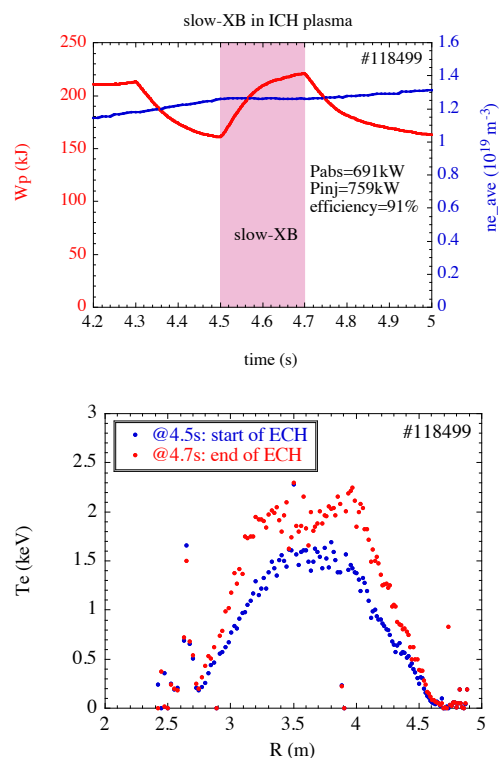 slow-XB in ICH plasma
#118499
Wp (kJ)
250
200
150
100
50
0
ne_ave (10^19 m^-3)
1.6
1.4
1.2
1
0.8
0.6
0.4
0.2
0
Pabs=691kW
Pinj=759kW
efficiency=91%
slow-XB
4.2 4.3 4.4 4.5 4.6 4.7 4.8 4.9 5
time (s)
@4.5s: start of ECH
@4.7s: end of ECH
#118499
Te (keV)
3
2.5
2
1.5
1
0.5
0
2 2.5 3 3.5 4 4.5 5
R (m)